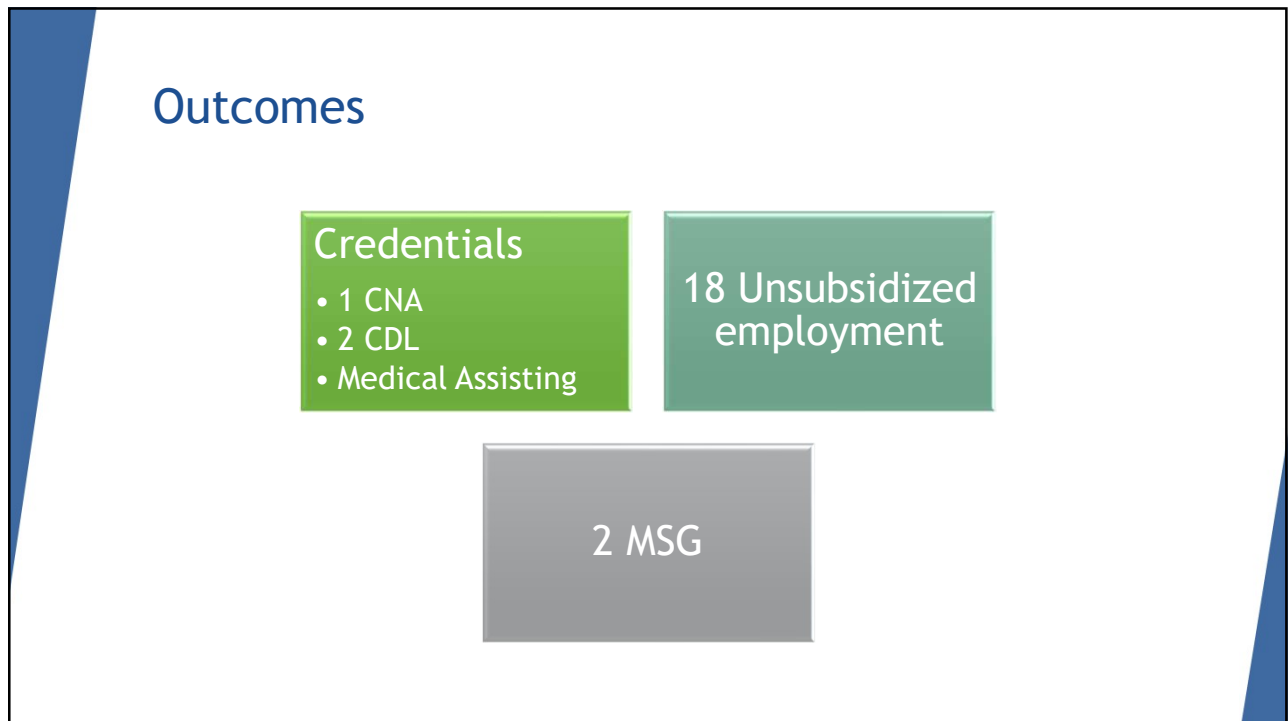 Outcomes
Credentials
• 1 CNA
• 2 CDL
• Medical Assisting
18 Unsubsidized
employment
2 MSG